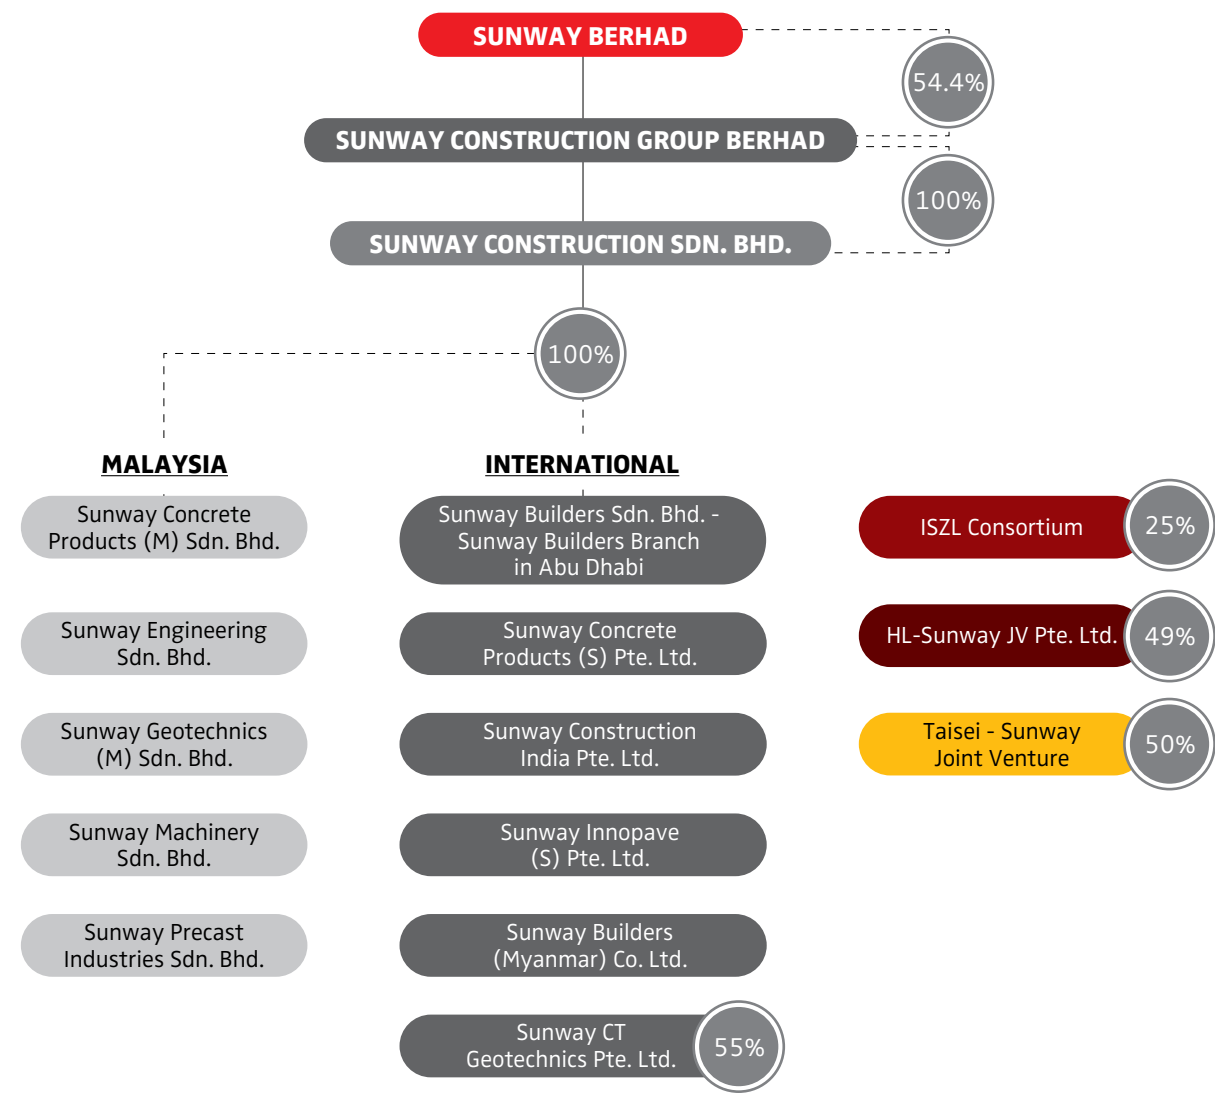 SUNWAY BERHAD
54.4%
SUNWAY CONSTRUCTION GROUP BERHAD
100%
SUNWAY CONSTRUCTION SDN. BHD.
100%
MALAYSIA
Sunway Concrete
Products (M) Sdn. Bhd.
Sunway Engineering
Sdn. Bhd.
Sunway Geotechnics
(M) Sdn. Bhd.
Sunway Machinery
Sdn. Bhd.
Sunway Precast
Industries Sdn. Bhd.
INTERNATIONAL
Sunway Builders Sdn. Bhd. -
Sunway Builders Branch
in Abu Dhabi
Sunway Concrete
Products (S) Pte. Ltd.
Sunway Construction
India Pte. Ltd.
Sunway Innopave
(S) Pte. Ltd.
Sunway Builders
(Myanmar) Co. Ltd.
Sunway CT
Geotechnics Pte. Ltd.
55%
ISZL Consortium
25%
HL-Sunway JV Pte. Ltd.
49%
Taisei - Sunway
Joint Venture
50%